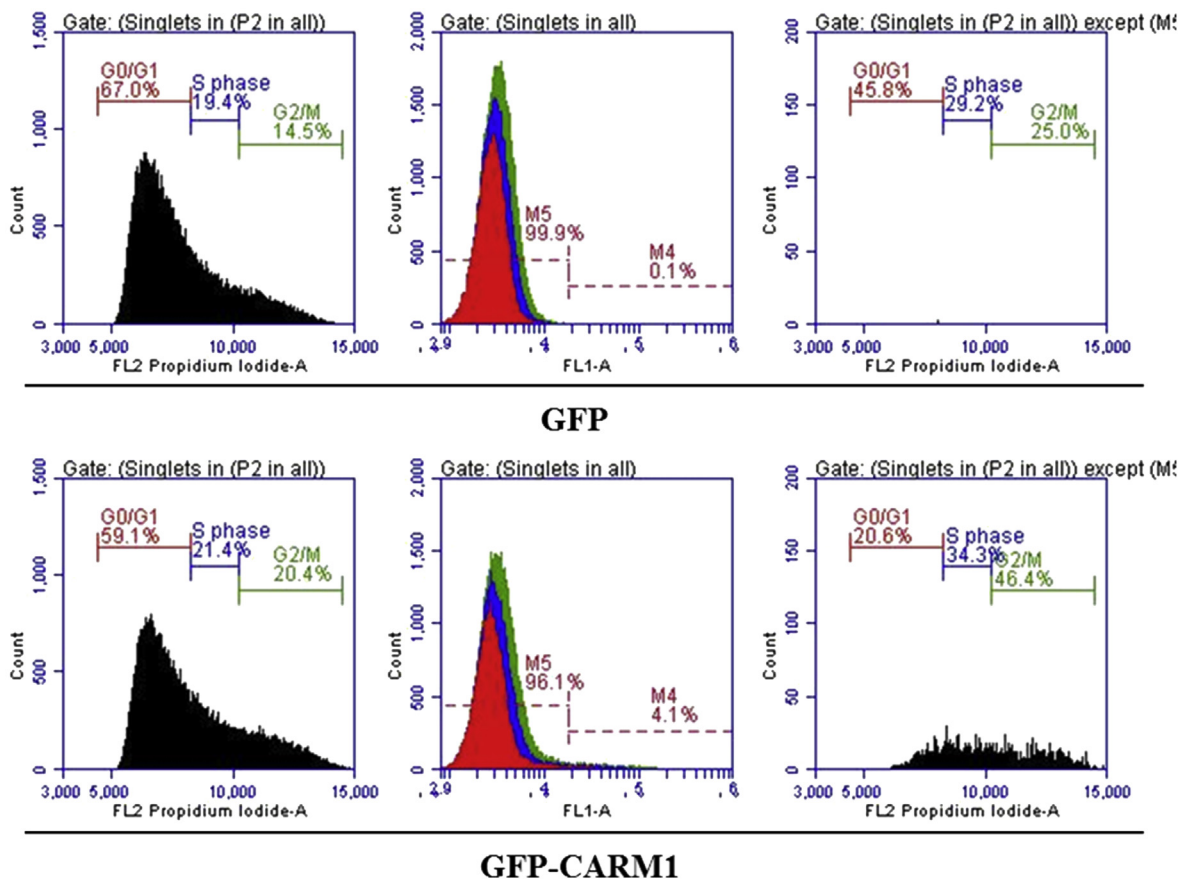 Gate: (Singlets in (P2 in all))
1,500
1,000
500
0
Count
G0/G1
67.0%
S phase
19.4%
G2/M
14.5%
3,000 5,000 10,000 15,000
FL2 Propidium Iodide-A
Gate: (Singlets in all)
2,000
1,500
1,000
500
0
Count
M5
99.9%
M4
0.1%
FL1-A
Gate: (Singlets in (P2 in all)) except (M5
200
150
100
50
0
Count
G0/G1
45.8%
S phase
29.2%
G2/M
25.0%
3,000 5,000 10,000 15,000
FL2 Propidium Iodide-A
GFP
Gate: (Singlets in (P2 in all))
1,500
1,000
500
0
Count
G0/G1
59.1%
S phase
21.4%
G2/M
20.4%
3,000 5,000 10,000 15,000
FL2 Propidium Iodide-A
Gate: (Singlets in all)
2,000
1,500
1,000
500
0
Count
M5
96.1%
M4
4.1%
FL1-A
Gate: (Singlets in (P2 in all)) except (M5
200
150
100
50
0
Count
G0/G1
20.6%
S phase
34.3%
G2/M
46.4%
3,000 5,000 10,000 15,000
FL2 Propidium Iodide-A
GFP-CARM1